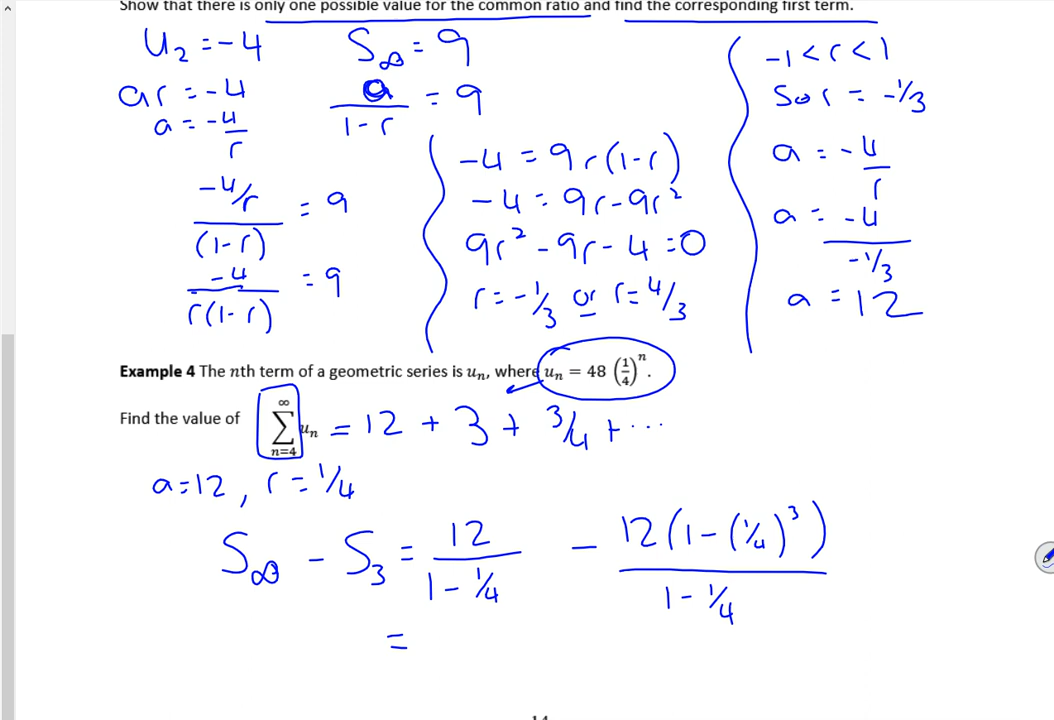 Show that there is only one possible value for the common ratio and find the corresponding first term.
U₂ = -4
ar = -4
a = -4/r
(-4/r)/(1-r) = 9
-4/(r(1-r)) = 9
S∞ = 9
a/(1-r) = 9
-4 = 9r(1-r)
-4 = 9r - 9r²
9r² - 9r - 4 = 0
r = -1/3 or r = 4/3
-1 < r < 1
So r = -1/3
a = -4/r
a = -4/(-1/3)
a = 12
Example 4 The nth term of a geometric series is uₙ, where uₙ = 48 (1/4)ⁿ.
Find the value of ∑_{n=4}^{∞} uₙ = 12 + 3 + 3/4 + ...
a = 12, r = 1/4
S∞ - S₃ = 12/(1 - 1/4) - 12(1 - (1/4)³)/(1 - 1/4)
=